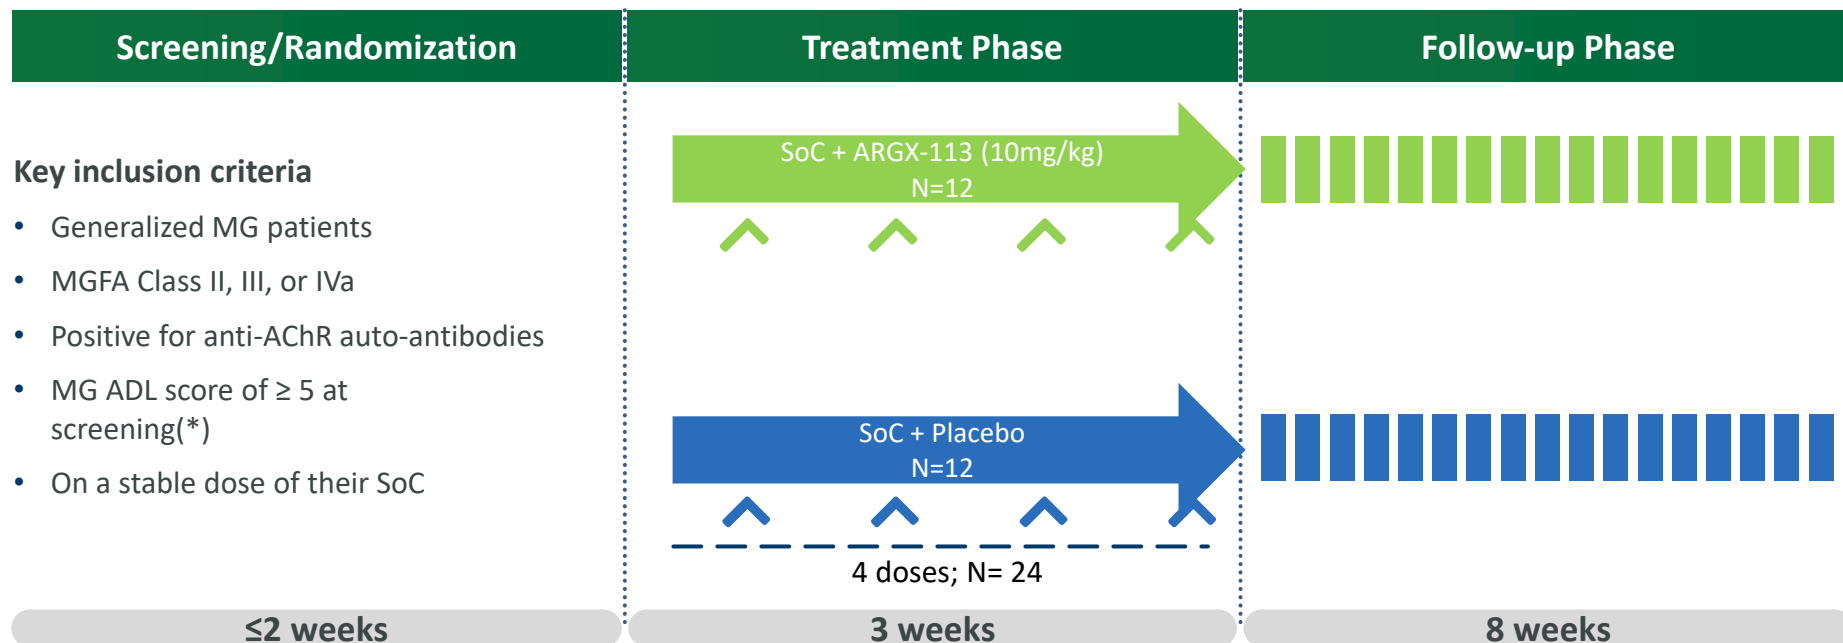 Screening/Randomization
Treatment Phase
Follow-up Phase
Key inclusion criteria
• Generalized MG patients
• MGFA Class II, III, or IVa
• Positive for anti-AChR auto-antibodies
• MG ADL score of ≥ 5 at
screening(*)
• On a stable dose of their SoC
SoC + ARGX-113 (10mg/kg)
N=12
SoC + Placebo
N=12
4 doses; N= 24
≤2 weeks
3 weeks
8 weeks